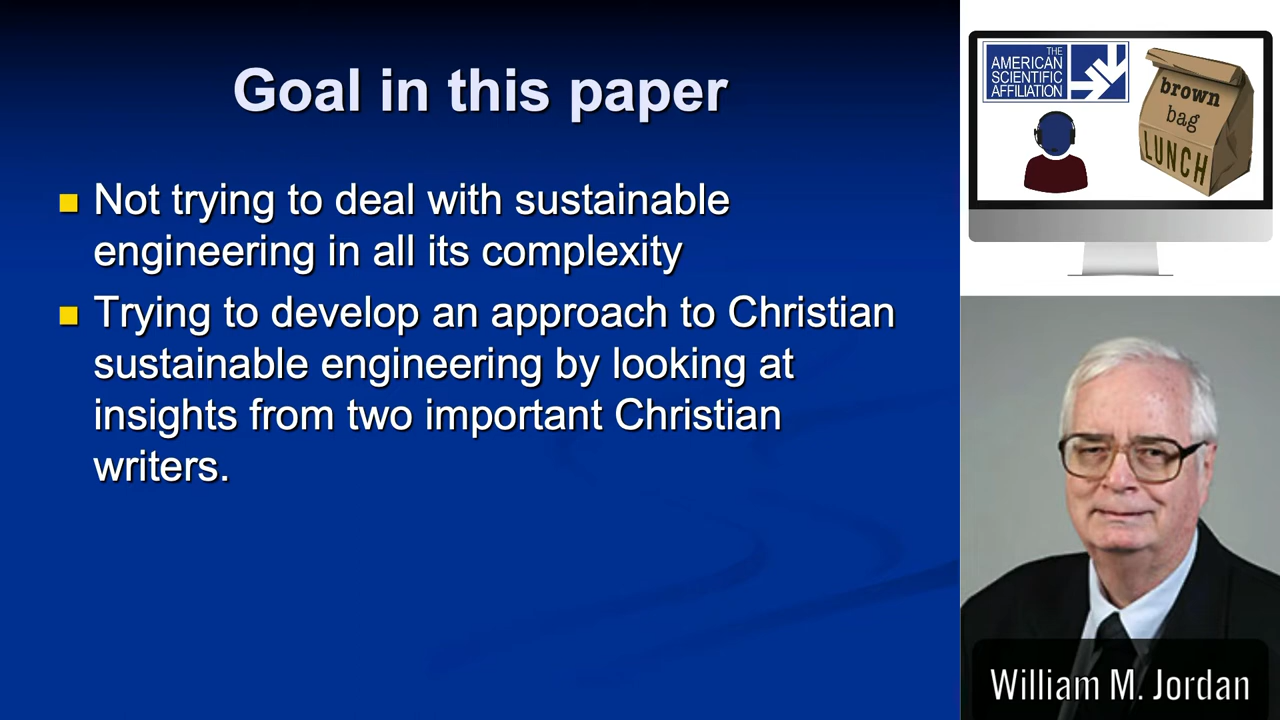 Goal in this paper
Not trying to deal with sustainable
engineering in all its complexity
Trying to develop an approach to Christian
sustainable engineering by looking at
insights from two important Christian
writers.
THE
AMERICAN
SCIENTIFIC
AFFILIATION
brown
bag
LUNCH
William M. Jordan